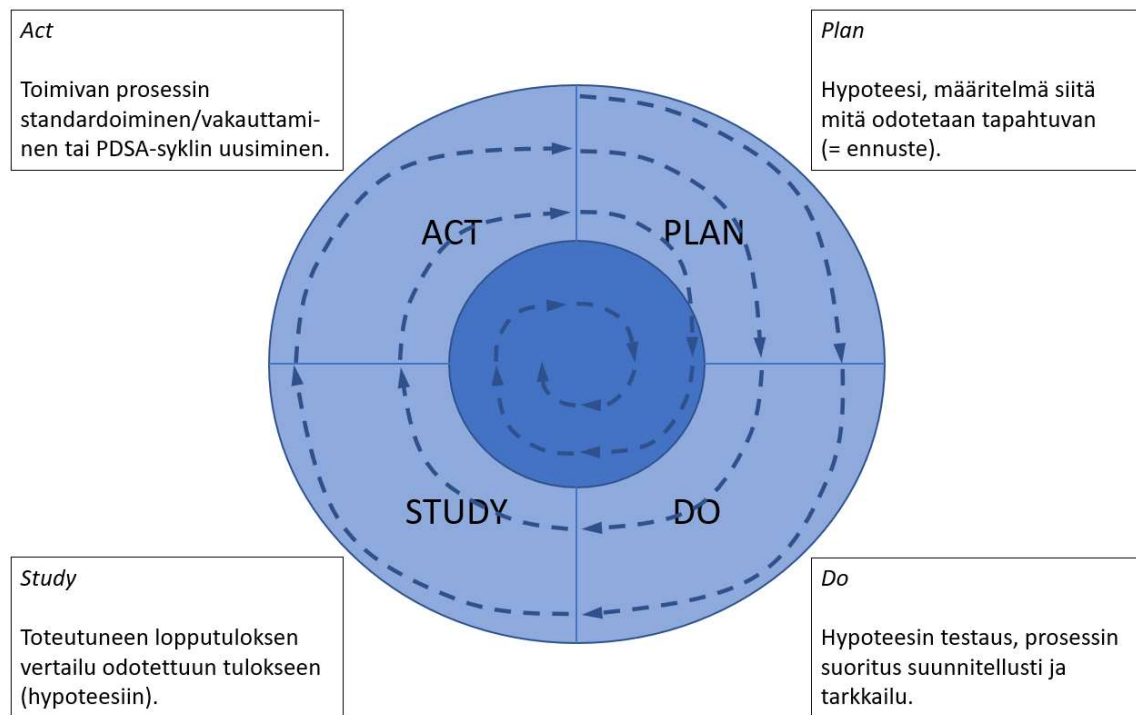 Act
Toimivan prosessin
standardoiminen/vakauttami-
nen tai PDSA-syklin uusiminen.
Plan
Hypoteesi, määritelmä siitä
mitä odotetaan tapahtuvan
(= ennuste).
ACT
PLAN
STUDY
DO
Study
Toteutuneen lopputuloksen
vertailu odotettuun tulokseen
(hypoteesiin).
Do
Hypoteesin testaus, prosessin
suoritus suunnitellusti ja
tarkkailu.